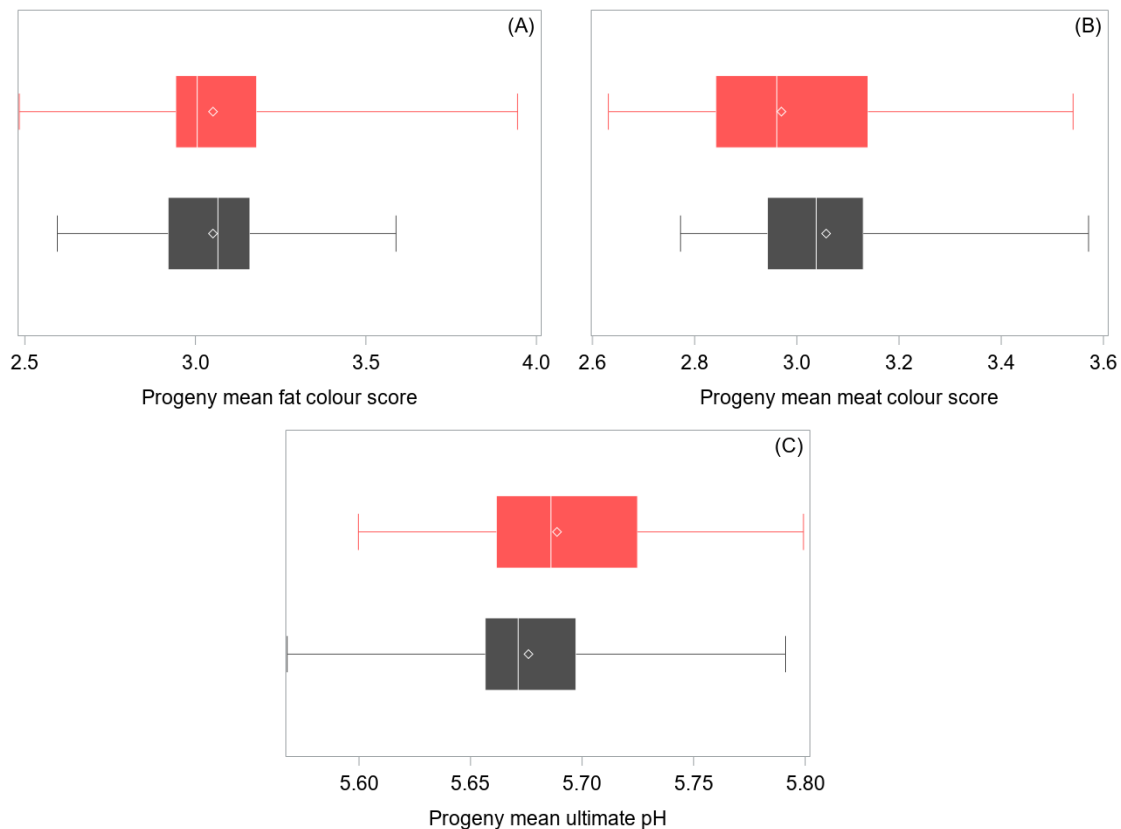 (A)
2.5 3.0 3.5 4.0
Progeny mean fat colour score
(B)
2.6 2.8 3.0 3.2 3.4 3.6
Progeny mean meat colour score
(C)
5.60 5.65 5.70 5.75 5.80
Progeny mean ultimate pH